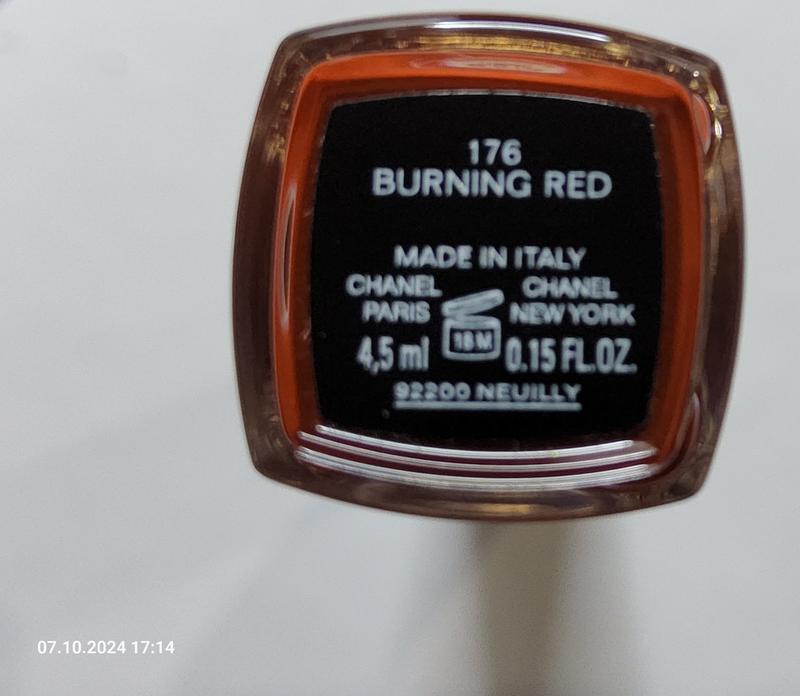 176
BURNING RED
MADE IN ITALY
CHANEL CHANEL
PARIS NEW YORK
4,5 ml 18 M 0.15 FL.OZ.
92200 NEUILLY
07.10.2024 17:14